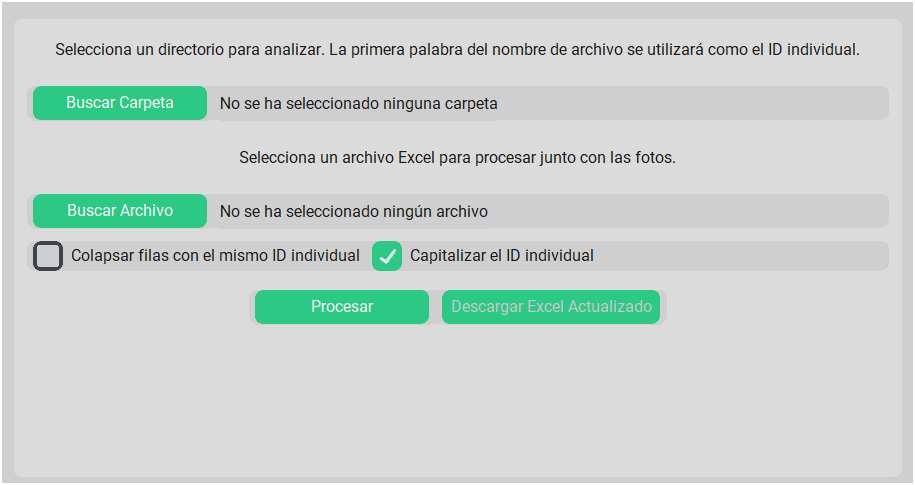 Selecciona un directorio para analizar. La primera palabra del nombre de archivo se utilizará como el ID individual.
Buscar Carpeta No se ha seleccionado ninguna carpeta
Selecciona un archivo Excel para procesar junto con las fotos.
Buscar Archivo No se ha seleccionado ningún archivo
Colapsar filas con el mismo ID individual Capitalizar el ID individual
Procesar Descargar Excel Actualizado